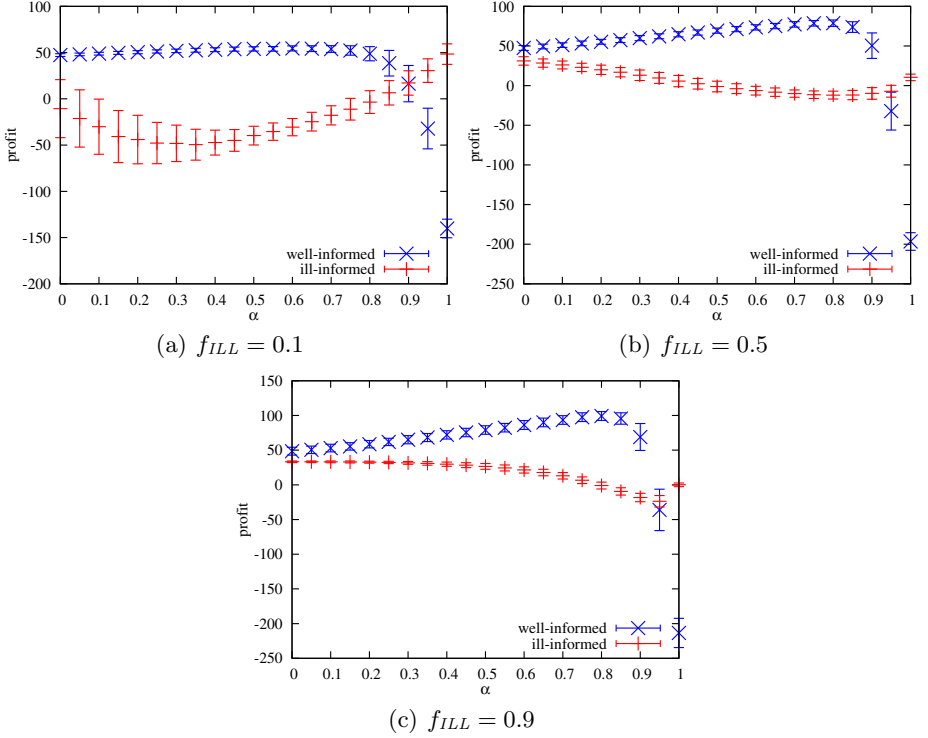 100
50
0
-50
-100
-150
-200
profit
well-informed
ill-informed
0 0.1 0.2 0.3 0.4 0.5 0.6 0.7 0.8 0.9 1
α
(a) f_ILL = 0.1
100
50
0
-50
-100
-150
-200
-250
profit
well-informed
ill-informed
0 0.1 0.2 0.3 0.4 0.5 0.6 0.7 0.8 0.9 1
α
(b) f_ILL = 0.5
150
100
50
0
-50
-100
-150
-200
-250
profit
well-informed
ill-informed
0 0.1 0.2 0.3 0.4 0.5 0.6 0.7 0.8 0.9 1
α
(c) f_ILL = 0.9